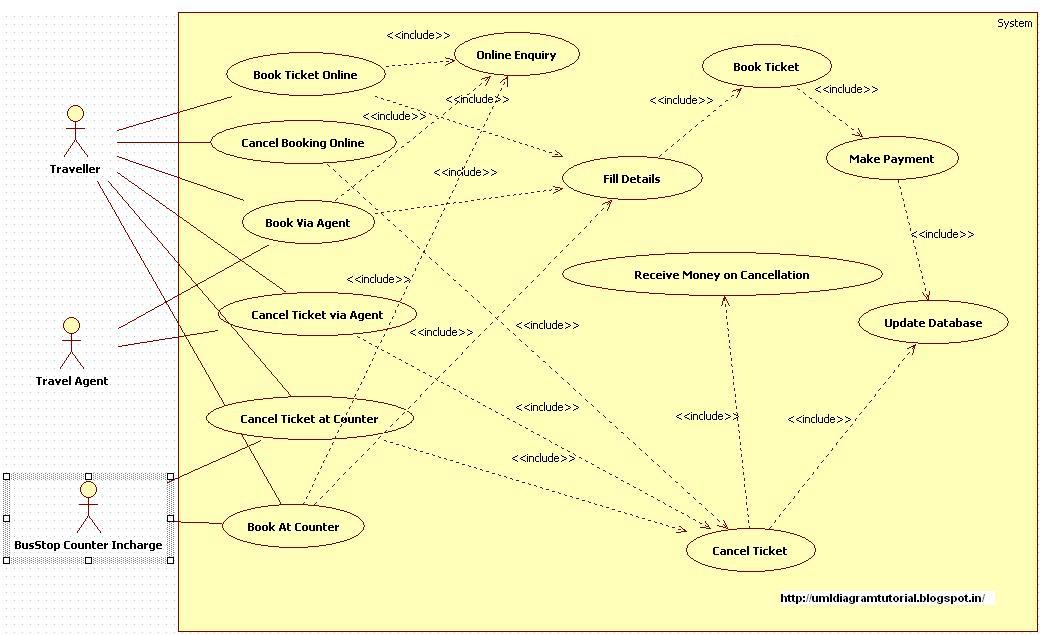 System
<<include>>
Online Enquiry
Book Ticket Online
Book Ticket
<<include>>
<<include>>
<<include>>
<<include>>
Cancel Booking Online
Make Payment
Traveller
<<include>>
Fill Details
Book Via Agent
<<include>>
Receive Money on Cancellation
<<include>>
Cancel Ticket via Agent
Update Database
<<include>>
<<include>>
Travel Agent
<<include>>
<<include>>
<<include>>
Cancel Ticket at Counter
<<include>>
Book At Counter
BusStop Counter Incharge
Cancel Ticket
http://umldiagramtutorial.blogspot.in/